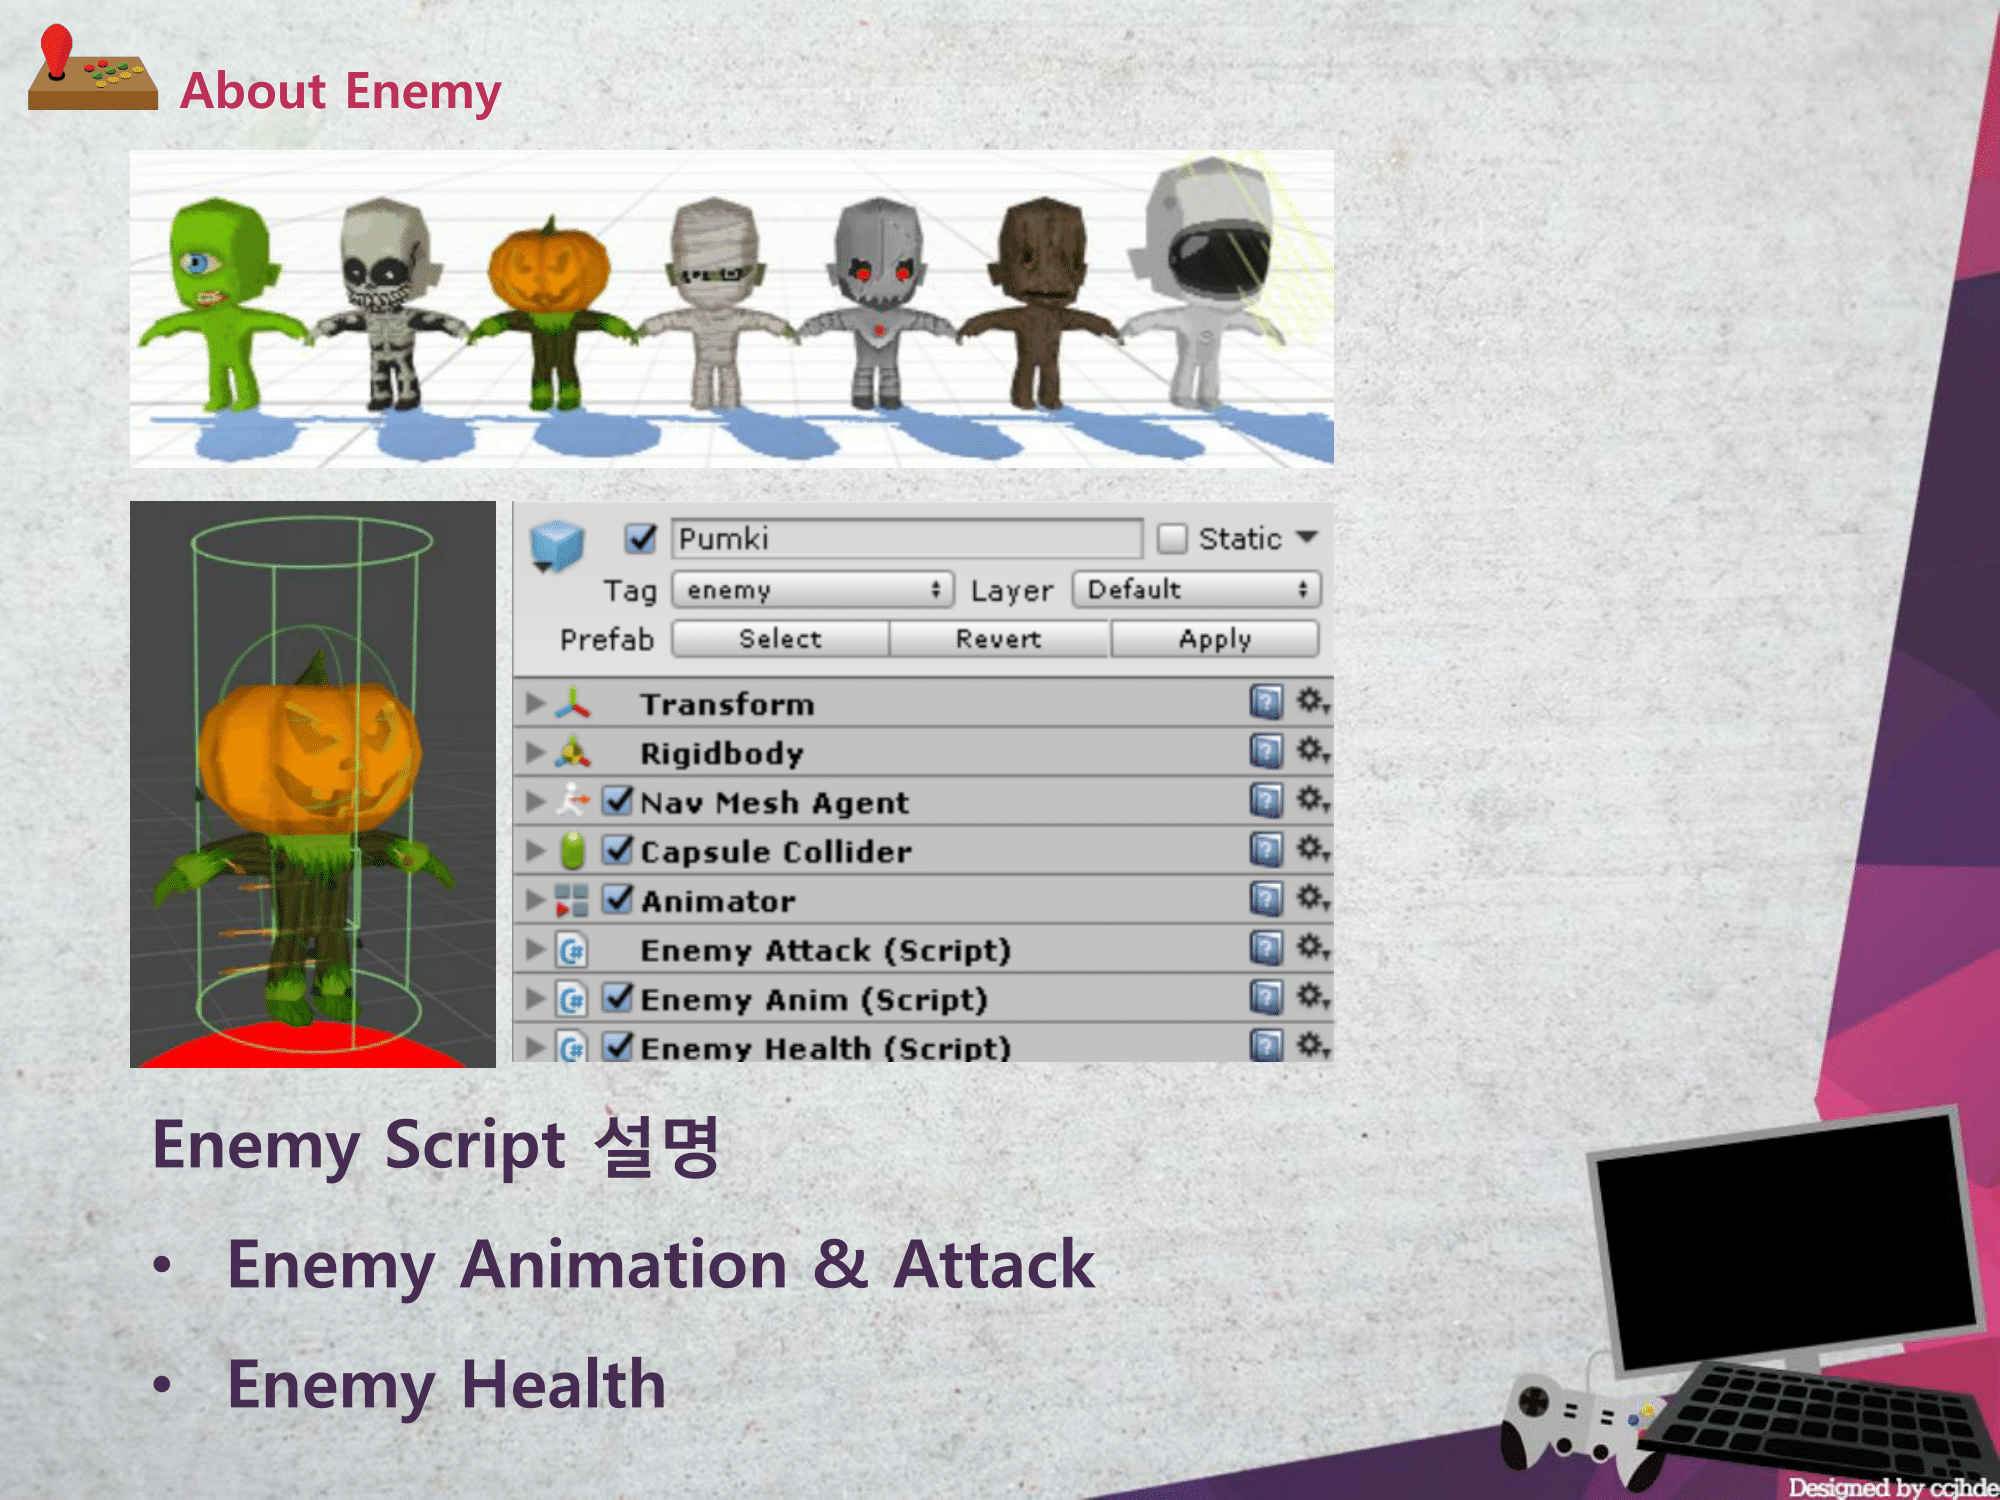 About Enemy
Pumki
Static
Tag enemy Layer Default
Prefab Select Revert Apply
Transform
Rigidbody
Nav Mesh Agent
Capsule Collider
Animator
Enemy Attack (Script)
Enemy Anim (Script)
Enemy Health (Script)
Enemy Script 설명
• Enemy Animation & Attack
• Enemy Health
Designed by ccjhde